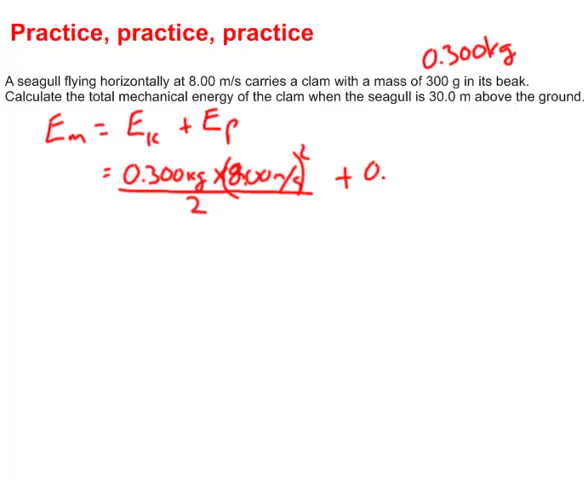 Practice, practice, practice
0.300kg
A seagull flying horizontally at 8.00 m/s carries a clam with a mass of 300 g in its beak.
Calculate the total mechanical energy of the clam when the seagull is 30.0 m above the ground.
Em = Ek + Ep
= 0.300kg × (8.00m/s)² + 0.
2